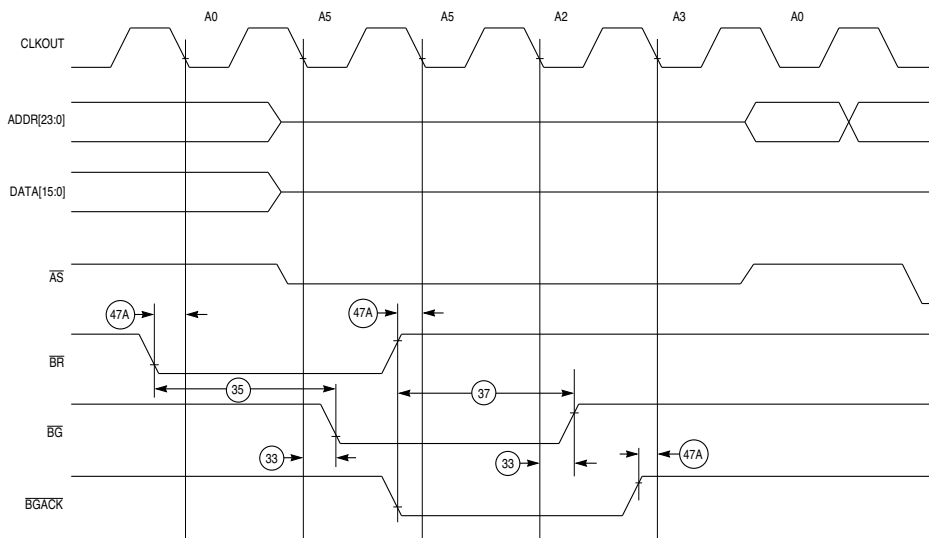 A0 A5 A5 A2 A3 A0
CLKOUT
ADDR[23:0]
DATA[15:0]
AS
47A 47A
BR
35 37
BG
33 33 47A
BGACK